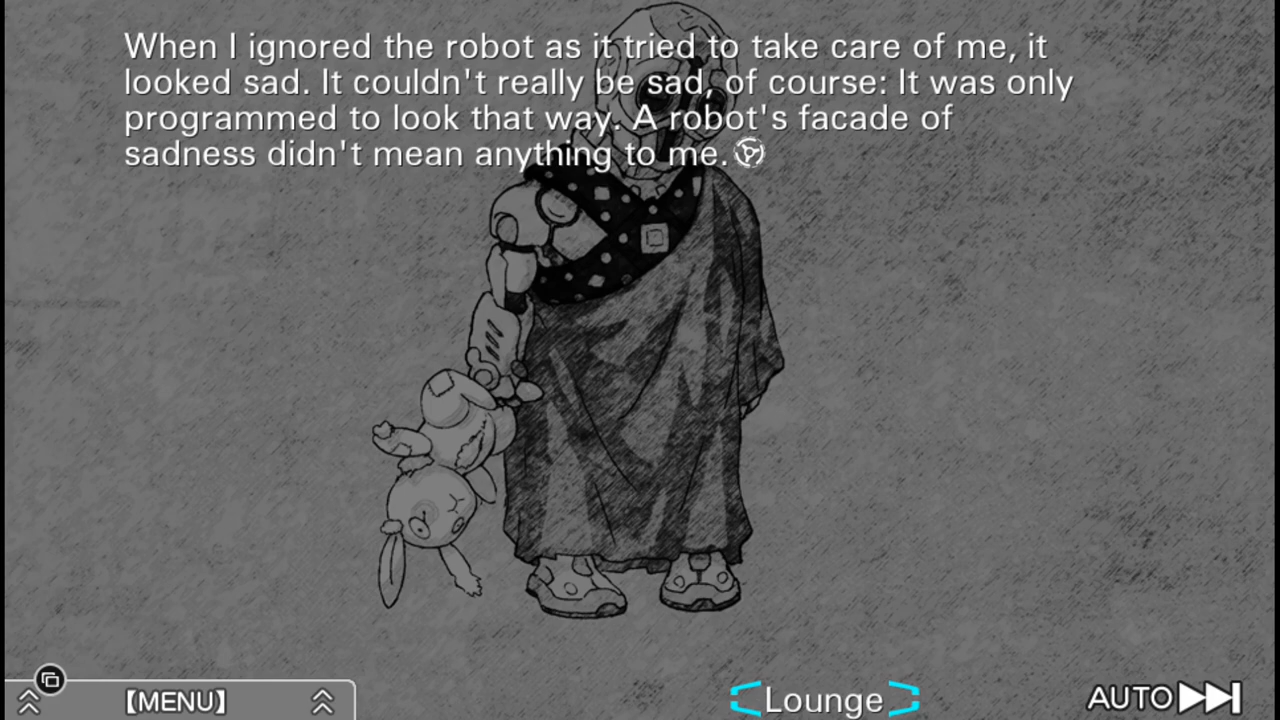 When I ignored the robot as it tried to take care of me, it
looked sad. It couldn't really be sad, of course: It was only
programmed to look that way. A robot's facade of
sadness didn't mean anything to me.
【MENU】
Lounge
AUTO